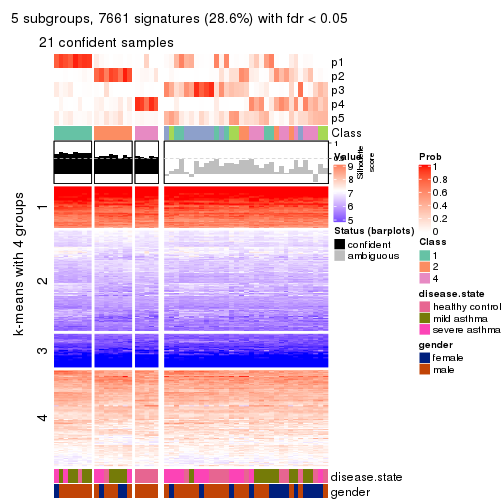 5 subgroups, 7661 signatures (28.6%) with fdr < 0.05
21 confident samples
p1
p2
p3
p4
p5
Class
1
Silhouette
score
Value
9
8
7
6
5
Status (barplots)
confident
ambiguous
Prob
1
0.8
0.6
0.4
0.2
0
Class
1
2
4
disease.state
healthy control
mild asthma
severe asthma
gender
female
male
k-means with 4 groups
1
2
3
4
disease.state
gender